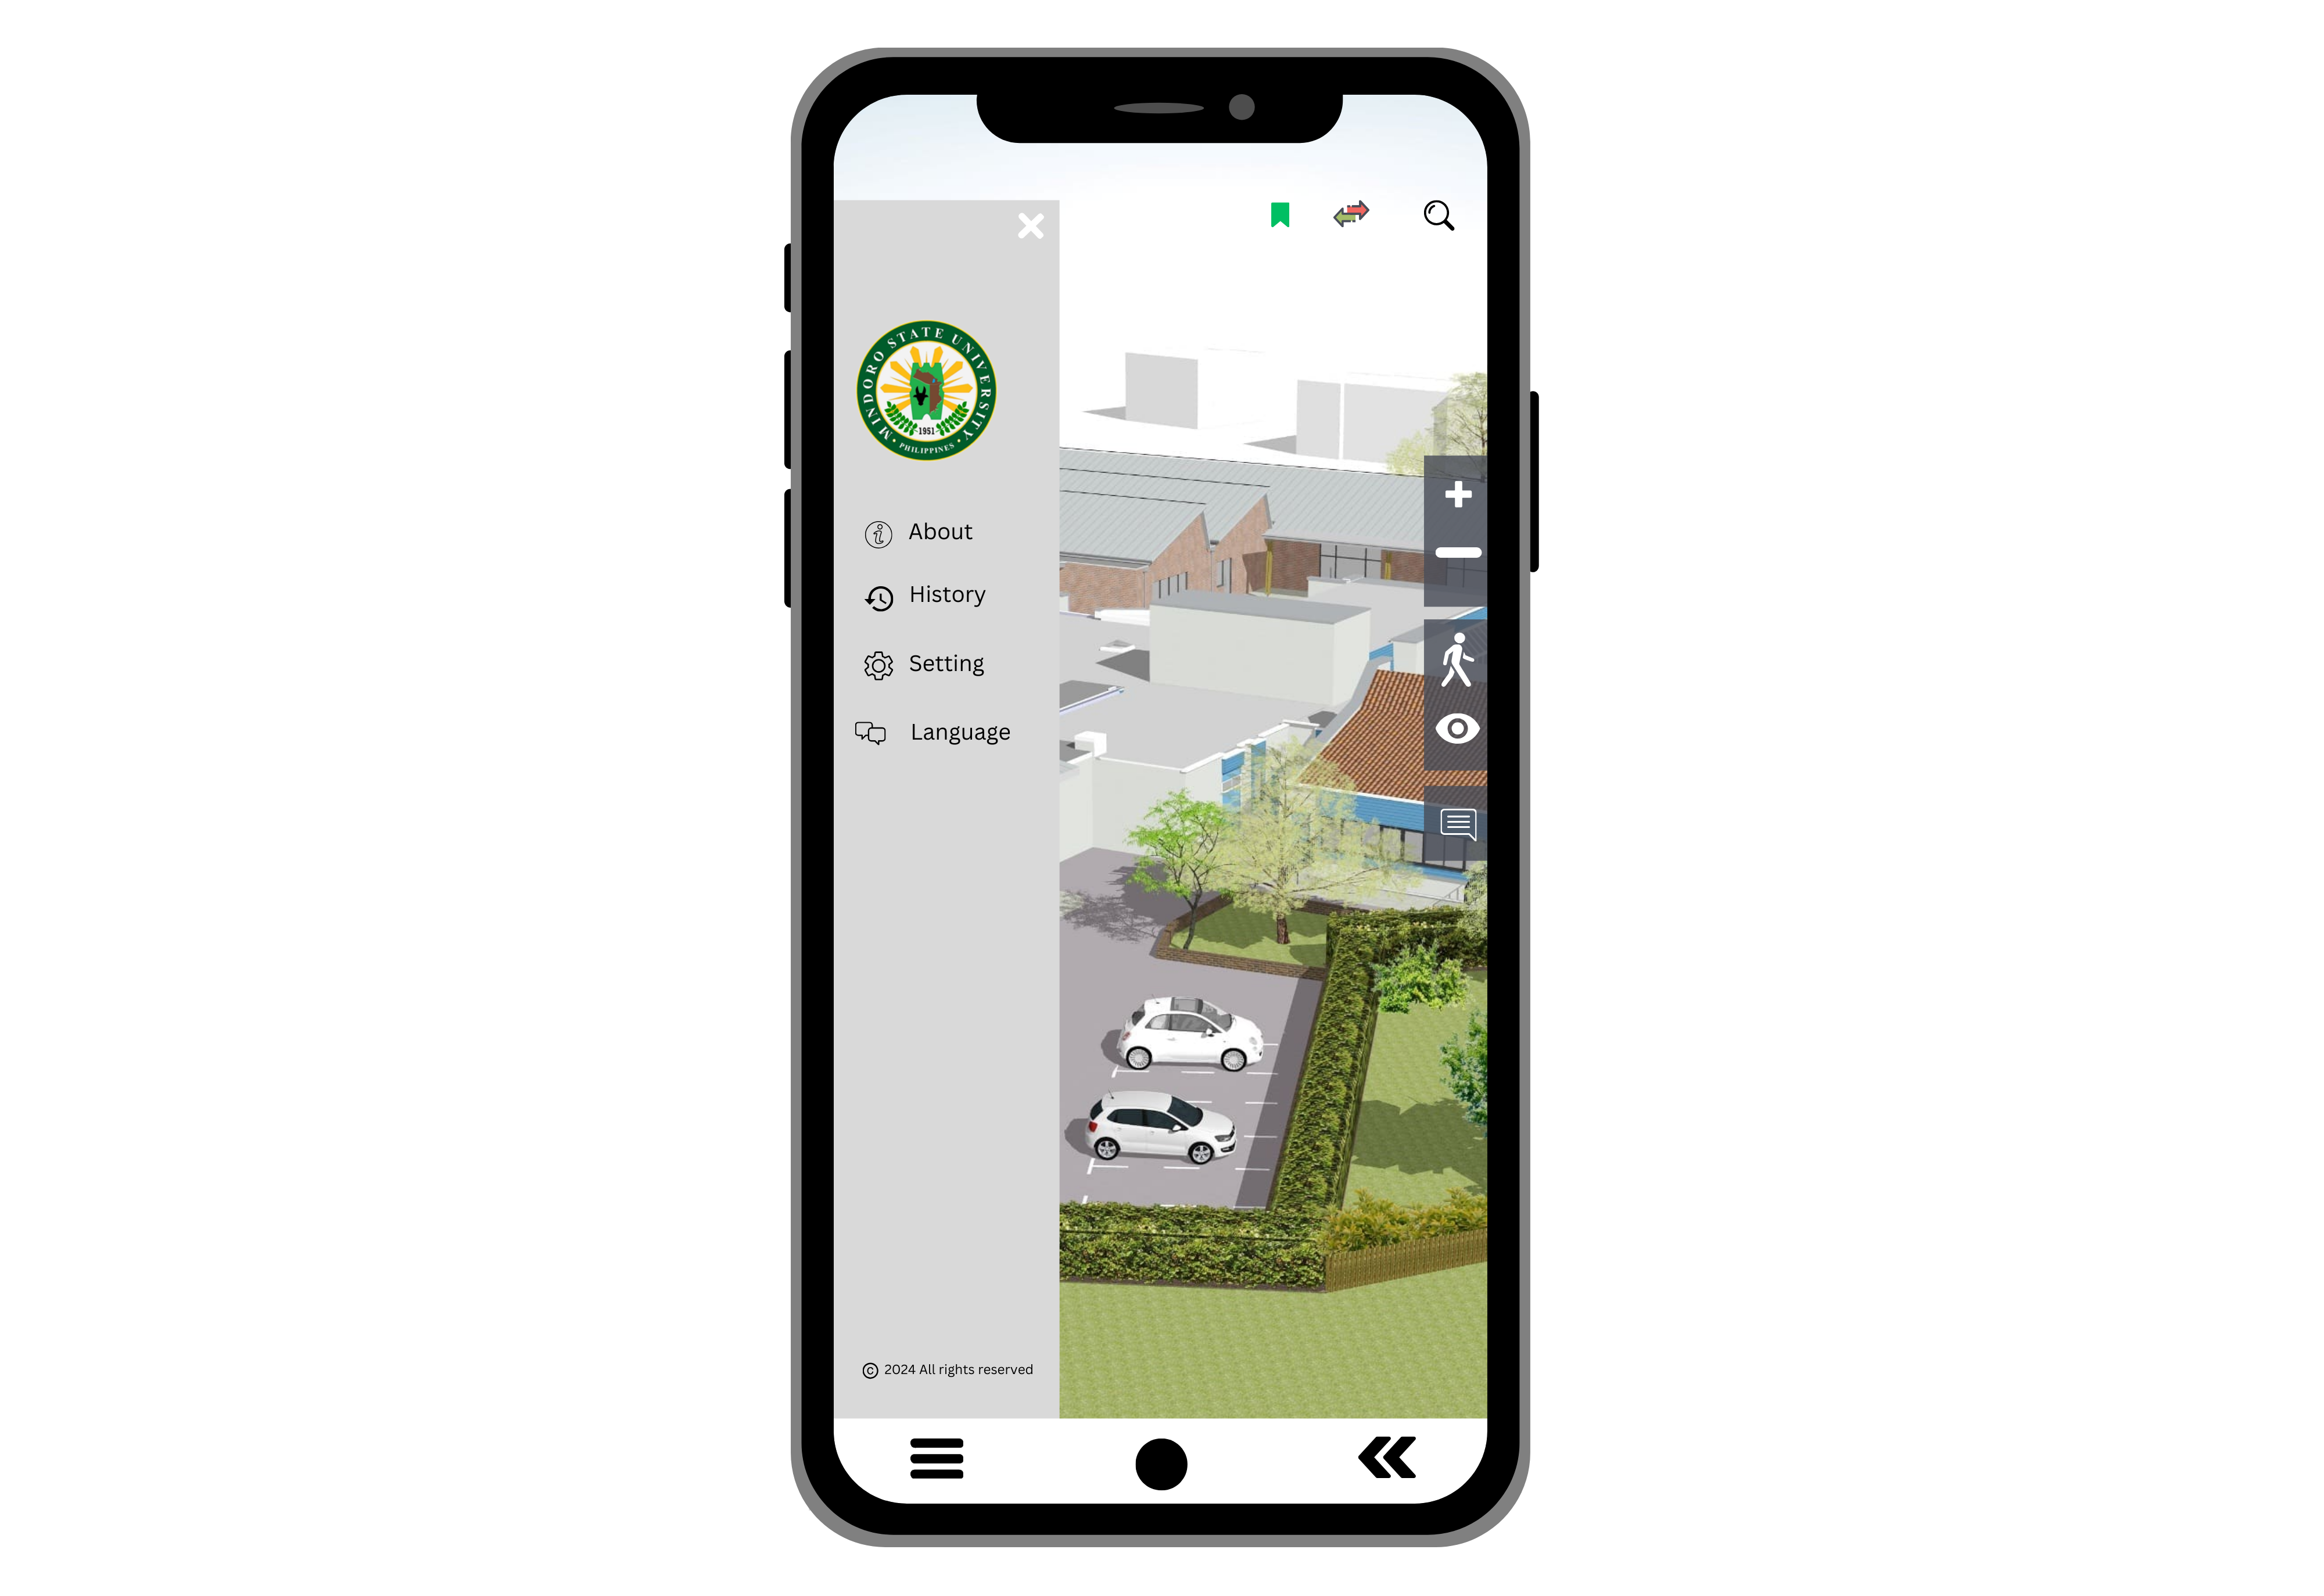 MINDORO STATE UNIVERSITY
1951
• PHILIPPINES •
About
History
Setting
Language
© 2024 All rights reserved